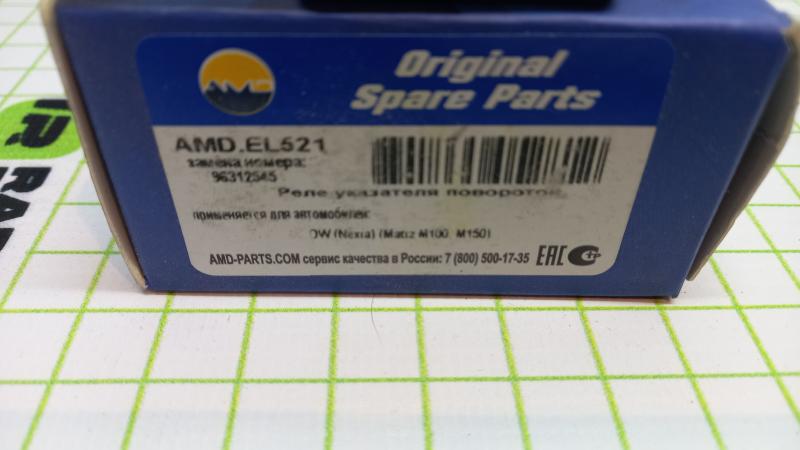 Original
Spare Parts
AMD.EL521
замена номера:
96312545
Реле указателя поворотов
применяется для автомобилей:
DW (Nexia) (Matiz M100, M150)
AMD-PARTS.COM сервис качества в России: 7 (800) 500-17-35
EAC